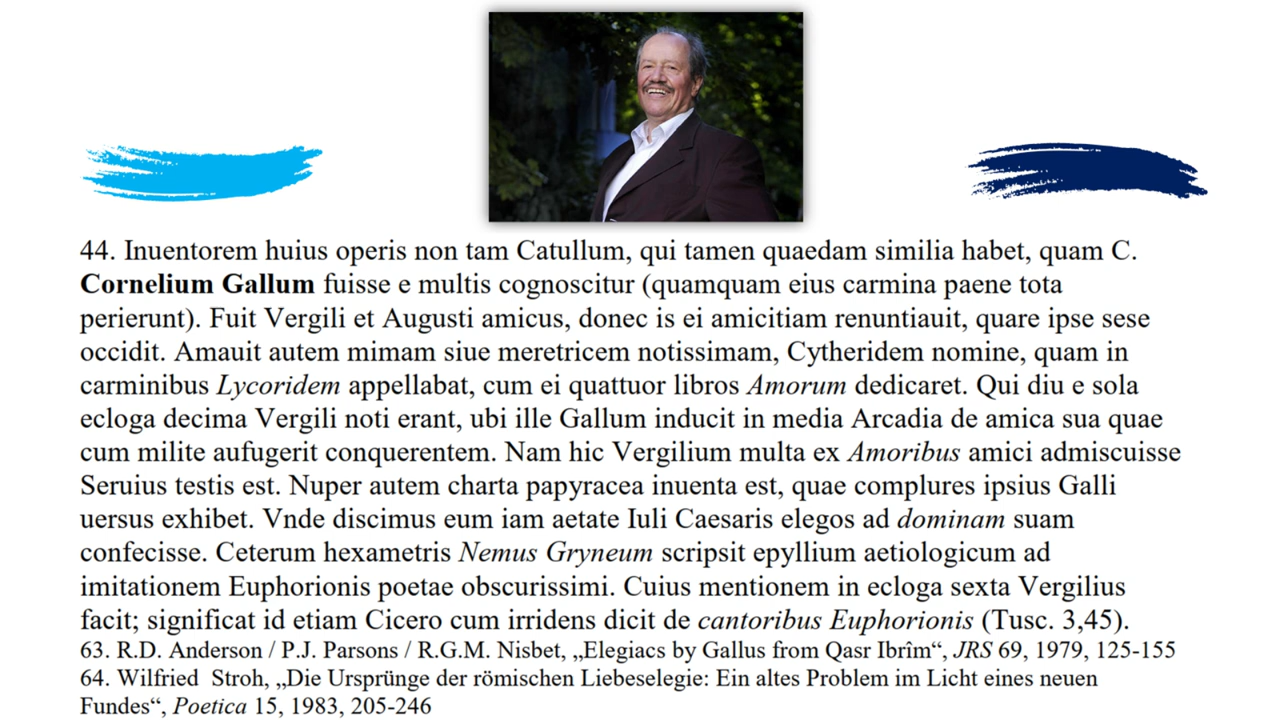 44. Inuentorem huius operis non tam Catullum, qui tamen quaedam similia habet, quam C.
Cornelium Gallum fuisse e multis cognoscitur (quamquam eius carmina paene tota
perierunt). Fuit Vergili et Augusti amicus, donec is ei amicitiam renuntiauit, quare ipse sese
occidit. Amauit autem mimam siue meretricem notissimam, Cytheridem nomine, quam in
carminibus Lycoridem appellabat, cum ei quattuor libros Amorum dedicaret. Qui diu e sola
ecloga decima Vergili noti erant, ubi ille Gallum inducit in media Arcadia de amica sua quae
cum milite aufugerit conquerentem. Nam hic Vergilium multa ex Amoribus amici admiscuisse
Seruius testis est. Nuper autem charta papyracea inuenta est, quae complures ipsius Galli
uersus exhibet. Vnde discimus eum iam aetate Iuli Caesaris elegos ad dominam suam
confecisse. Ceterum hexametris Nemus Gryneum scripsit epyllium aetiologicum ad
imitationem Euphorionis poetae obscurissimi. Cuius mentionem in ecloga sexta Vergilius
facit; significat id etiam Cicero cum irridens dicit de cantoribus Euphorionis (Tusc. 3,45).
63. R.D. Anderson / P.J. Parsons / R.G.M. Nisbet, „Elegiacs by Gallus from Qasr Ibrîm“, JRS 69, 1979, 125-155
64. Wilfried Stroh, „Die Ursprünge der römischen Liebeselegie: Ein altes Problem im Licht eines neuen
Fundes“, Poetica 15, 1983, 205-246